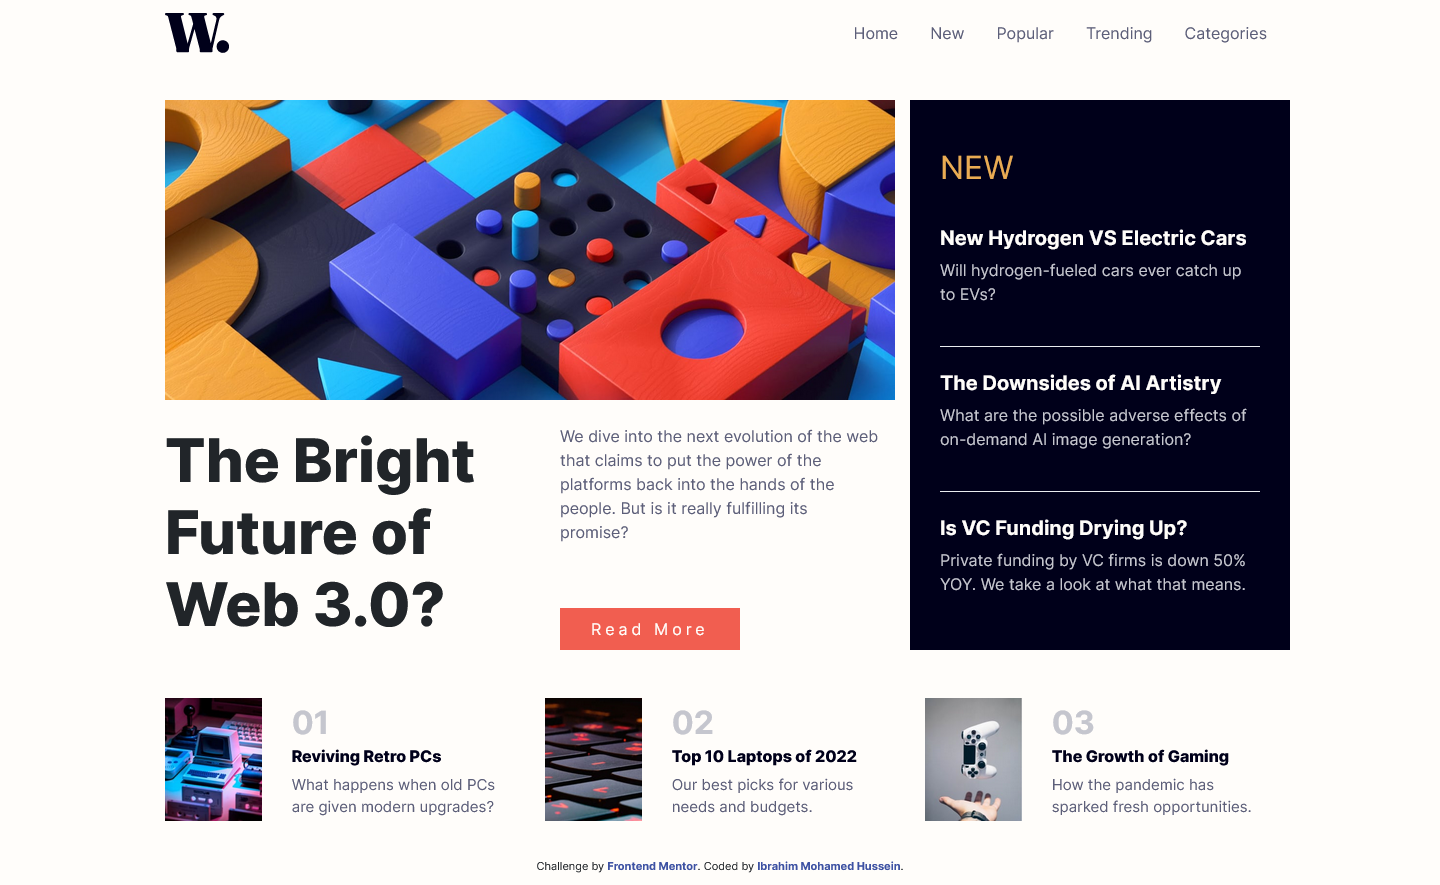 W.
Home New Popular Trending Categories
NEW
New Hydrogen VS Electric Cars
Will hydrogen-fueled cars ever catch up
to EVs?
The Downsides of AI Artistry
What are the possible adverse effects of
on-demand AI image generation?
Is VC Funding Drying Up?
Private funding by VC firms is down 50%
YOY. We take a look at what that means.
The Bright
Future of
Web 3.0?
We dive into the next evolution of the web
that claims to put the power of the
platforms back into the hands of the
people. But is it really fulfilling its
promise?
Read More
01
Reviving Retro PCs
What happens when old PCs
are given modern upgrades?
02
Top 10 Laptops of 2022
Our best picks for various
needs and budgets.
03
The Growth of Gaming
How the pandemic has
sparked fresh opportunities.
Challenge by Frontend Mentor. Coded by Ibrahim Mohamed Hussein.